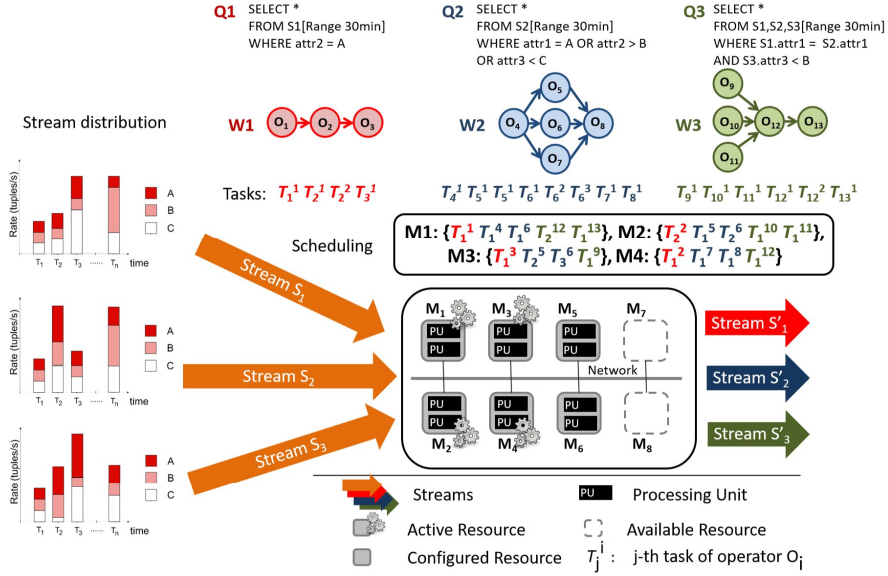 Q1 SELECT *
FROM S1[Range 30min]
WHERE attr2 = A
Q2 SELECT *
FROM S2[Range 30min]
WHERE attr1 = A OR attr2 > B
OR attr3 < C
Q3 SELECT *
FROM S1,S2,S3[Range 30min]
WHERE S1.attr1 = S2.attr1
AND S3.attr3 < B
W1 O1 O2 O3
W2 O4 O5 O6 O7 O8
W3 O9 O10 O11 O12 O13
Stream distribution
Tasks: T₁¹ T₂¹ T₂² T₃¹
T₄¹ T₅¹ T₅¹ T₆¹ T₆² T₆³ T₇¹ T₈¹
T₉¹ T₁₀¹ T₁₁¹ T₁₂¹ T₁₂² T₁₃¹
Scheduling
M1: {T₁¹ T₁⁴ T₁⁶ T₂¹² T₁¹³}, M2: {T₂² T₁⁵ T₂⁶ T₁¹⁰ T₁¹¹},
M3: {T₁³ T₂⁵ T₃⁶ T₁⁹}, M4: {T₁² T₁⁷ T₁⁸ T₁¹²}
Rate (tuples/s)
A
B
C
T1 T2 T3 ...... Tn time
Rate (tuples/s)
A
B
C
T1 T2 T3 ...... Tn time
Rate (tuples/s)
A
B
C
T1 T2 T3 ...... Tn time
Stream S1
Stream S2
Stream S3
M1 M3 M5 M7
PU PU PU
PU PU PU
Network
PU PU PU
PU PU PU
M2 M4 M6 M8
Stream S'1
Stream S'2
Stream S'3
Streams
PU Processing Unit
Active Resource
Available Resource
Configured Resource
Tⱼⁱ : j-th task of operator Oi